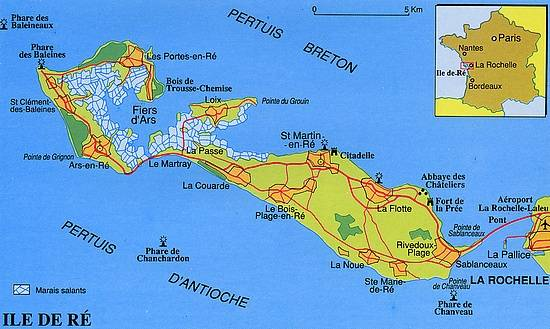 Phare des
Baleineaux
PERTUIS
BRETON
0
5 Km
Paris
Nantes
La Rochelle
Ile de-Ré
Bordeaux
Phare
des Baleines
Les Portes-en-Ré
Bois de
Trousse-Chemise
St Clément-
des-Baleines
Fiers
d'Ars
Loix
Pointe du Grouin
St Martin
-en-Ré
Citadelle
La Passe
Pointe de Grignon
Ars-en-Ré
Le Martray
La Couarde
Abbaye des
Châteliers
Fort de
la Prée
Aéroport
La Rochelle-Laleu
La Flotte
Le Bois-
Plage-en-Ré
Pont
Pointe de
Sablanceaux
Rivedoux-
Plage
La Pallice
PERTUIS
D'ANTIOCHE
Phare de
Chanchardon
La Noue
Sablanceaux
Ste Marie-
de-Ré
Pointe
de Chanveau
LA ROCHELLE
Phare de
Chanveau
Marais salants
ILE DE RÉ